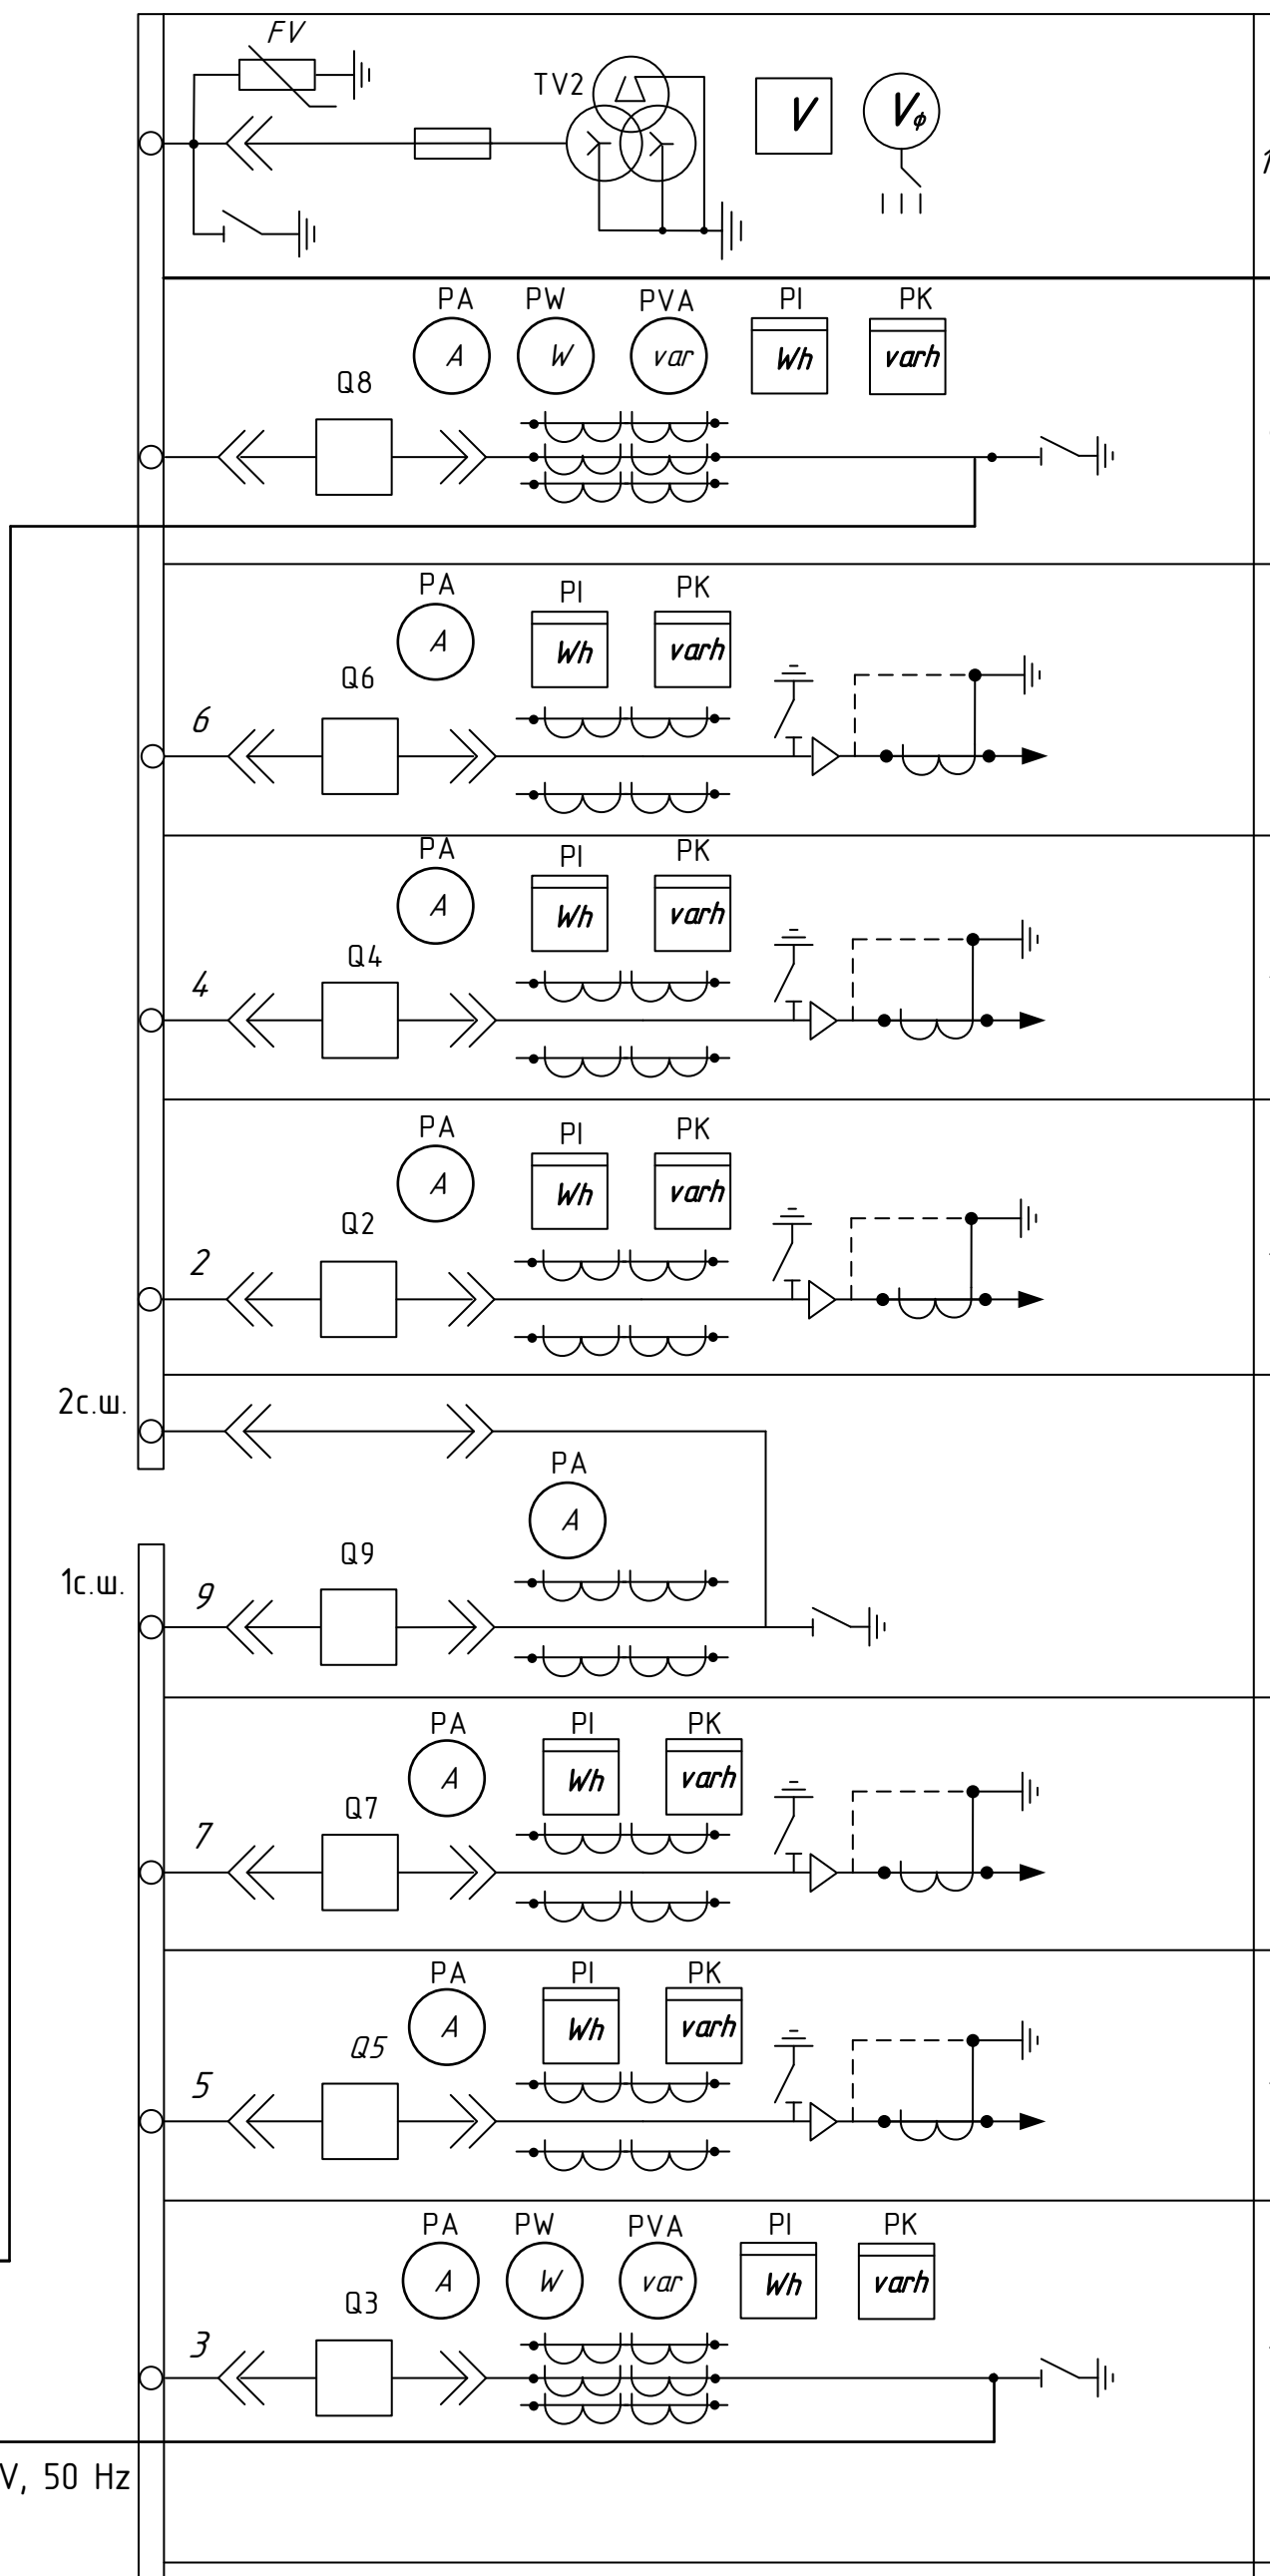 FV
TV2
V
Vφ
PA PW PVA PI PK
A W var Wh varh
Q8
PA PI PK
A Wh varh
Q6
6
PA PI PK
A Wh varh
Q4
4
PA PI PK
A Wh varh
Q2
2
2с.ш.
PA
A
Q9
1с.ш.
9
PA PI PK
A Wh varh
Q7
7
PA PI PK
A Wh varh
Q5
5
PA PW PVA PI PK
A W var Wh varh
Q3
3
V, 50 Hz